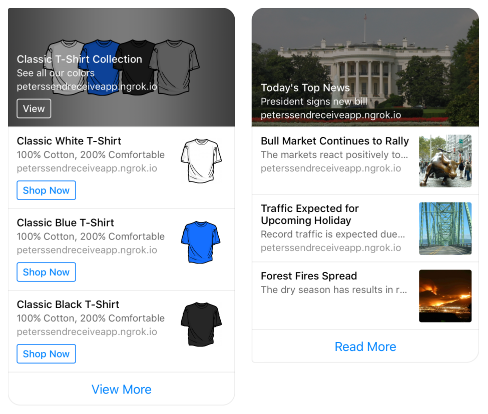 Classic T-Shirt Collection
See all our colors
peterssendreceiveapp.ngrok.io
View
Classic White T-Shirt
100% Cotton, 200% Comfortable
peterssendreceiveapp.ngrok.io
Shop Now
Classic Blue T-Shirt
100% Cotton, 200% Comfortable
peterssendreceiveapp.ngrok.io
Shop Now
Classic Black T-Shirt
100% Cotton, 200% Comfortable
peterssendreceiveapp.ngrok.io
Shop Now
View More
Today's Top News
President signs new bill
peterssendreceiveapp.ngrok.io
Bull Market Continues to Rally
The markets react positively to...
peterssendreceiveapp.ngrok.io
Traffic Expected for
Upcoming Holiday
Record traffic is expected due...
peterssendreceiveapp.ngrok.io
Forest Fires Spread
The dry season has results in r...
Read More